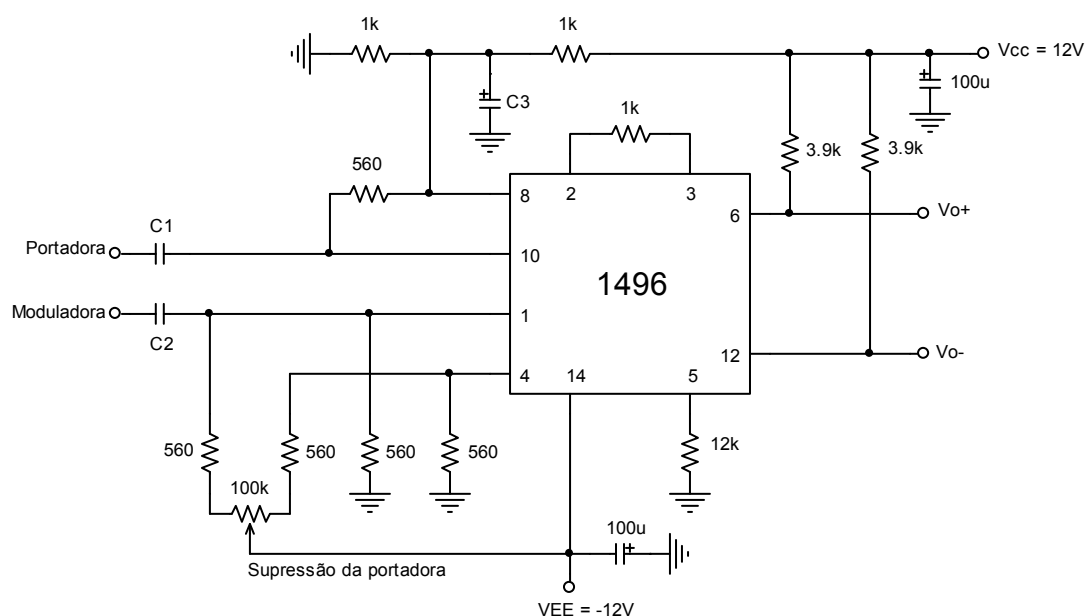 1k
1k
Vcc = 12V
C3
100u
1k
3.9k
3.9k
560
8
2
3
6
Vo+
C1
Portadora
10
1496
Moduladora
1
C2
12
Vo-
4
14
5
560
560
560
560
12k
100k
100u
Supressão da portadora
VEE = -12V